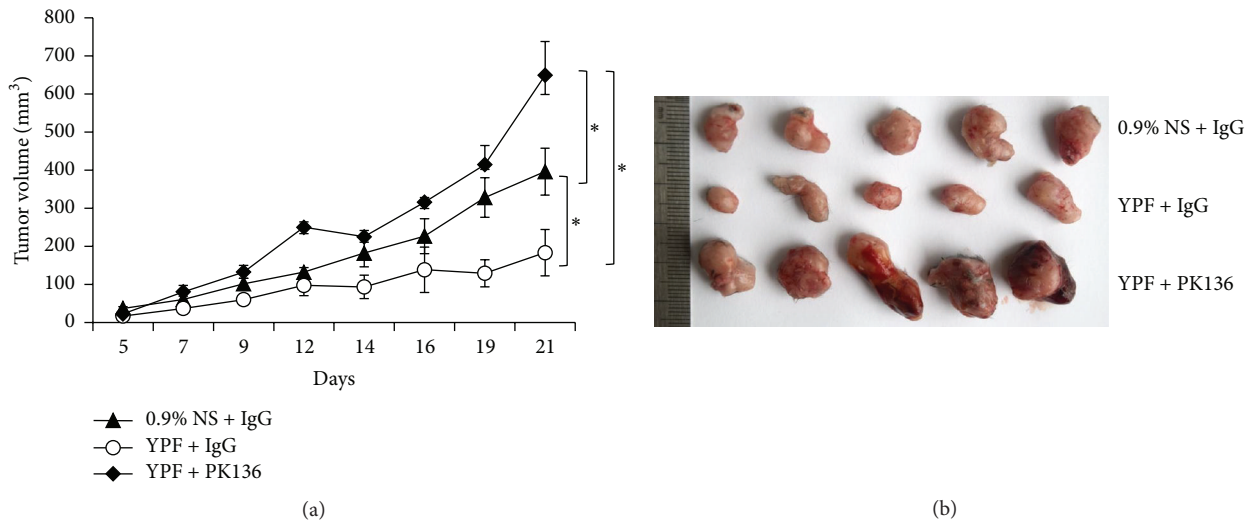 800
700
600
500
400
300
200
100
0
Tumor volume (mm³)
*
*
*
5 7 9 12 14 16 19 21
Days
0.9% NS + IgG
YPF + IgG
YPF + PK136
(a)
0.9% NS + IgG
YPF + IgG
YPF + PK136
(b)